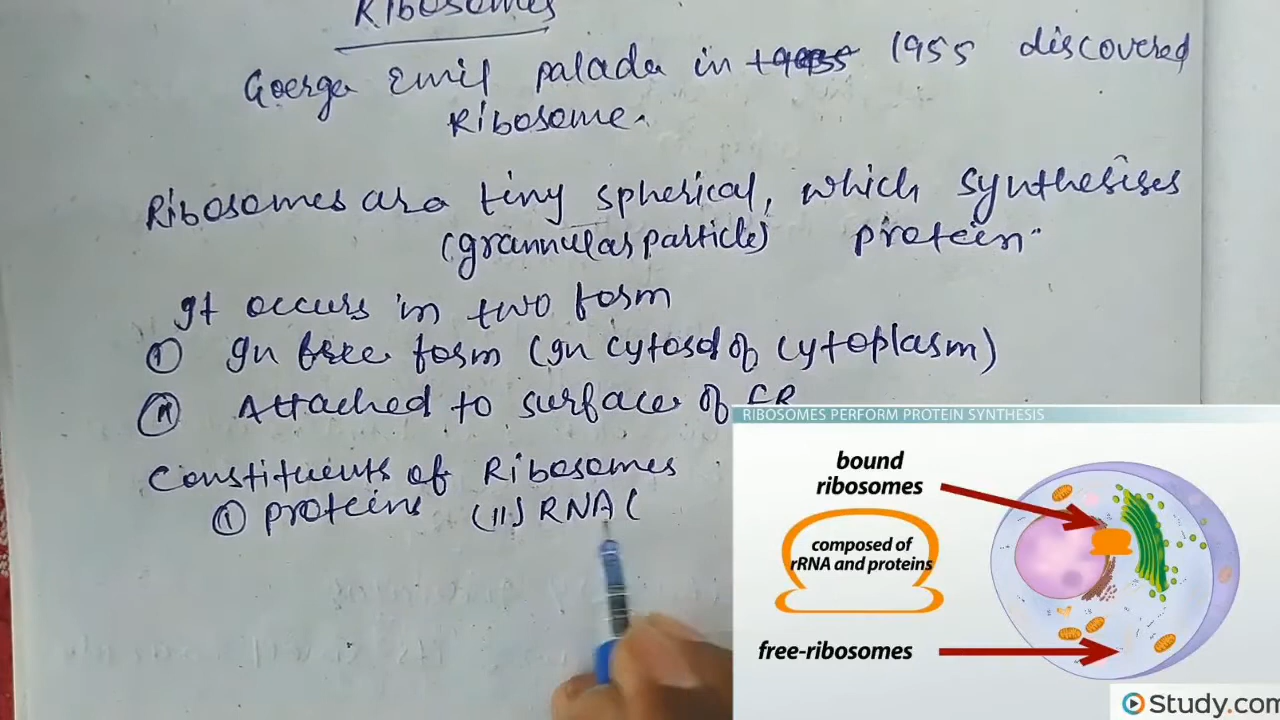 Ribosomes
Goerge Emil palade in 1955 discovered
Ribosome.
Ribosomes are tiny spherical, which synthesises
(grannular particle) protein.
It occurs in two form
(I) In free form (In cytosol of cytoplasm)
(II) Attached to surface of ER
Constituents of Ribosomes
(I) proteins (II) RNA (
RIBOSOMES PERFORM PROTEIN SYNTHESIS
bound
ribosomes
composed of
rRNA and proteins
free-ribosomes
Study.com